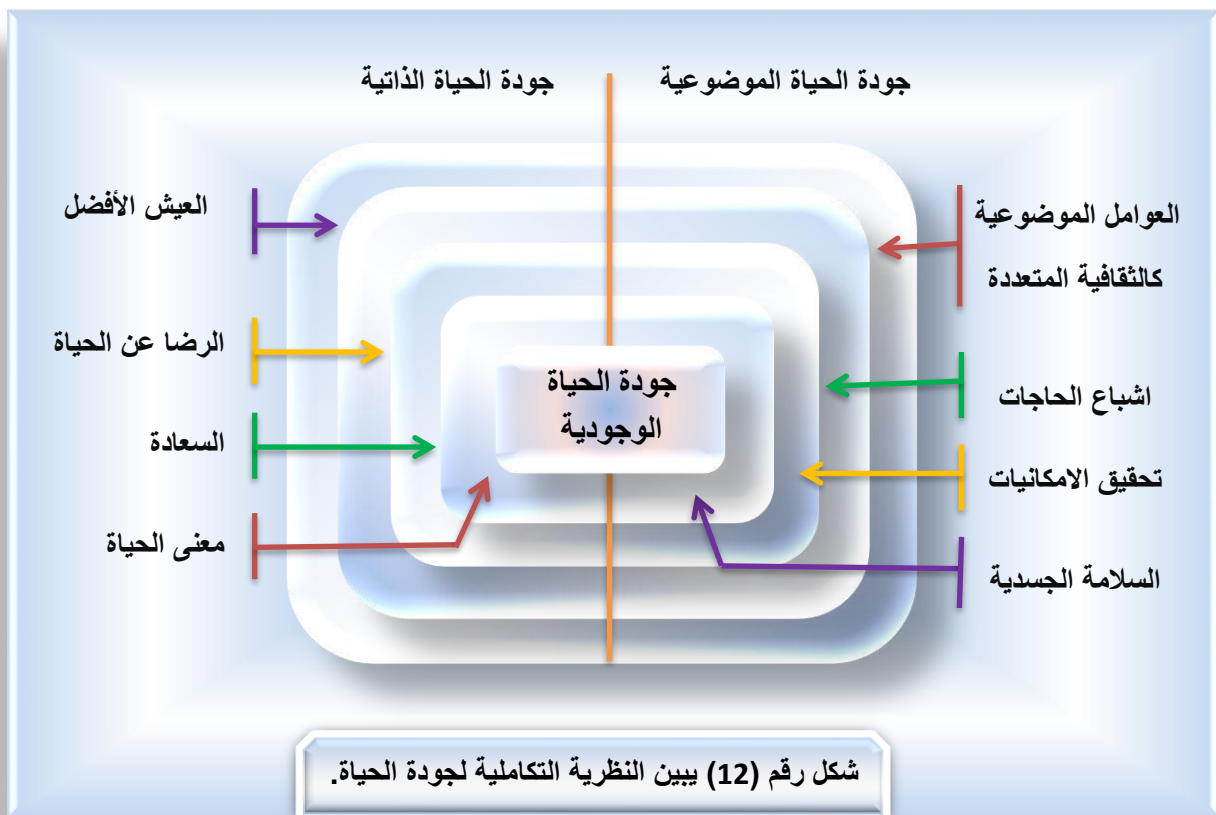 جودة الحياة الموضوعية
جودة الحياة الذاتية
العوامل الموضوعية
كالثقافية المتعددة
اشباع الحاجات
تحقيق الامكانيات
السلامة الجسدية
جودة الحياة
الوجودية
العيش الأفضل
الرضا عن الحياة
السعادة
معنى الحياة
شكل رقم (12) يبين النظرية التكاملية لجودة الحياة.